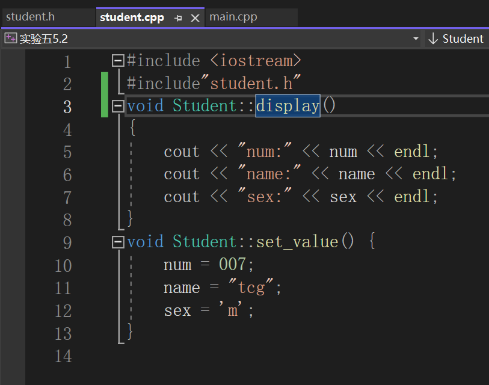 student.h student.cpp main.cpp
实验五5.2 Student
1 #include <iostream>
2 #include"student.h"
3 void Student::display()
4 {
5 cout << "num:" << num << endl;
6 cout << "name:" << name << endl;
7 cout << "sex:" << sex << endl;
8 }
9 void Student::set_value() {
10 num = 007;
11 name = "tcg";
12 sex = 'm';
13 }
14